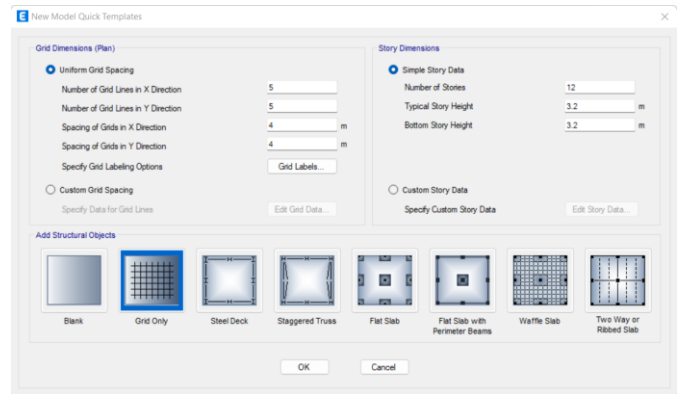 E New Model Quick Templates
Grid Dimensions (Plan)
Uniform Grid Spacing
Number of Grid Lines in X Direction 5
Number of Grid Lines in Y Direction 5
Spacing of Grids in X Direction 4 m
Spacing of Grids in Y Direction 4 m
Specify Grid Labeling Options Grid Labels...
Custom Grid Spacing
Specify Data for Grid Lines Edit Grid Data...
Story Dimensions
Simple Story Data
Number of Stories 12
Typical Story Height 3.2 m
Bottom Story Height 3.2 m
Custom Story Data
Specify Custom Story Data Edit Story Data...
Add Structural Objects
Blank
Grid Only
Steel Deck
Staggered Truss
Flat Slab
Flat Slab with
Perimeter Beams
Waffle Slab
Two Way or
Ribbed Slab
OK Cancel